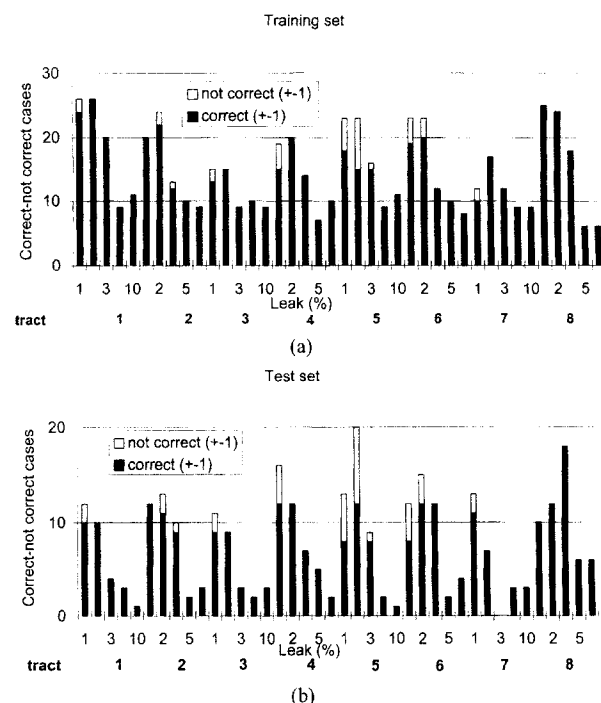 Training set
30
20
10
0
Correct-not correct cases
not correct (+-1)
correct (+-1)
1 3 10 2 5 1 3 10 2 5 1 3 10 2 5 1 3 10 2 5
Leak (%)
tract 1 2 3 4 5 6 7 8
(a)
Test set
20
10
0
Correct-not correct cases
not correct (+-1)
correct (+-1)
1 3 10 2 5 1 3 10 2 5 1 3 10 2 5 1 3 10 2 5
Leak (%)
tract 1 2 3 4 5 6 7 8
(b)